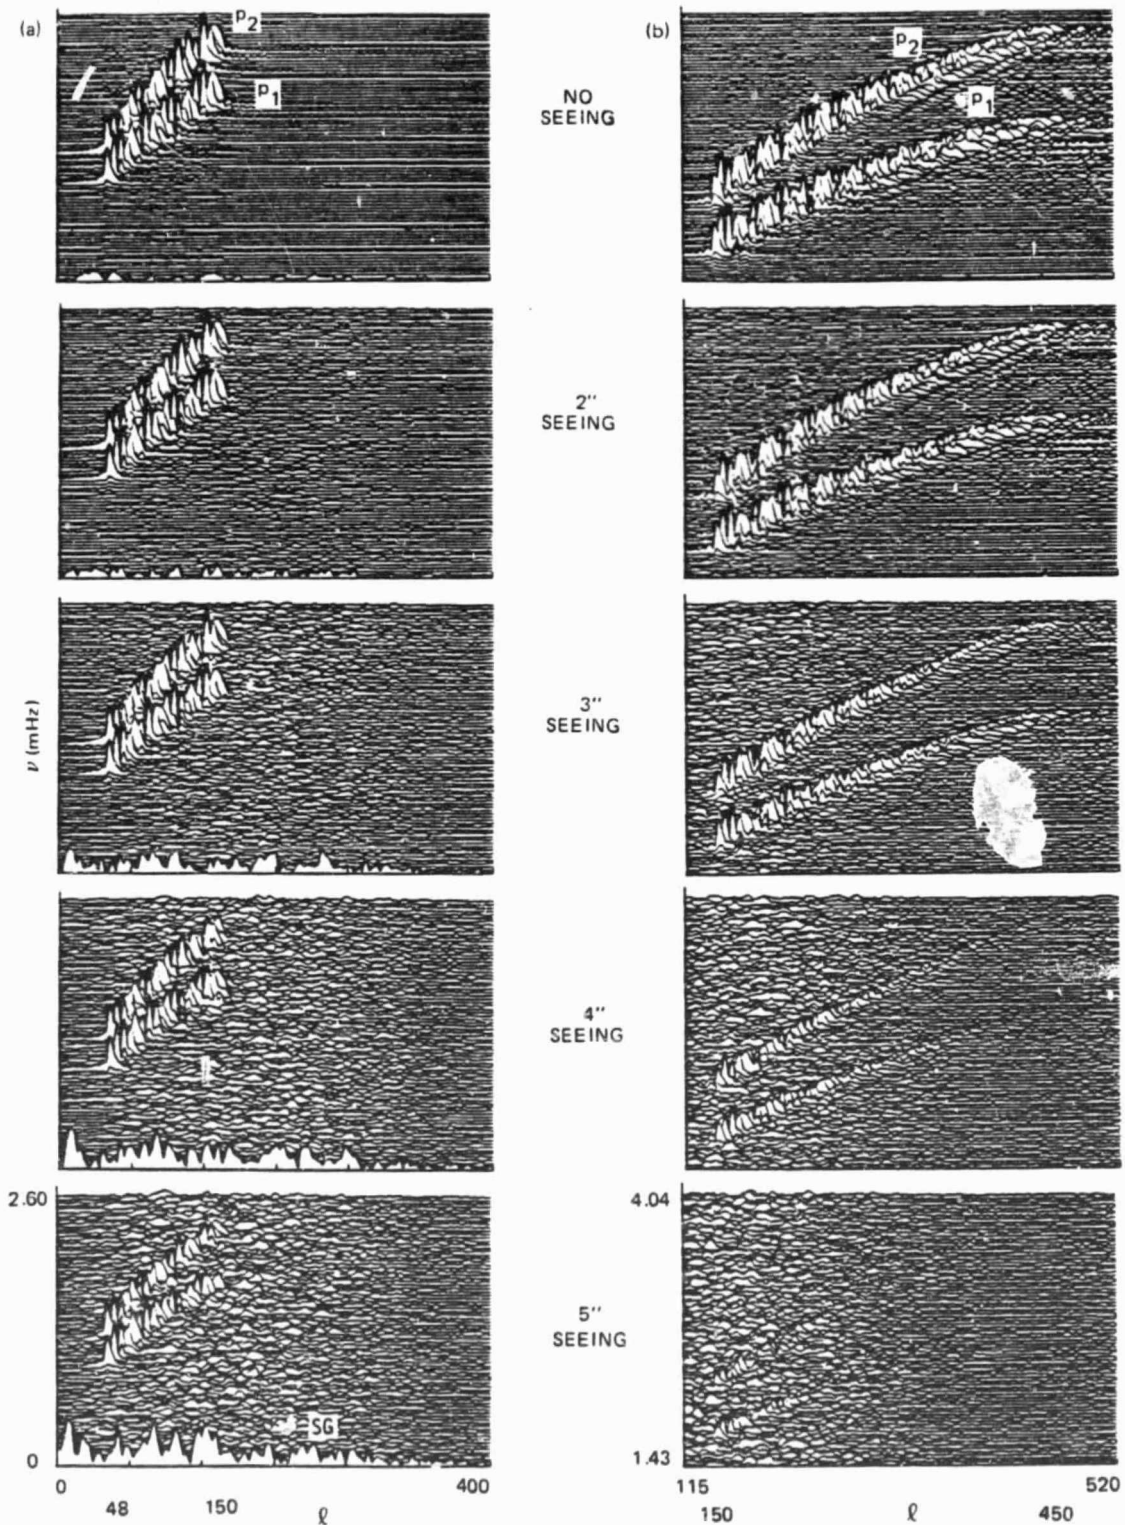 (a)
P2
P1
NO
SEEING
(b)
P2
P1
2"
SEEING
3"
SEEING
ν (mHz)
4"
SEEING
2.60
0
SG
5"
SEEING
4.04
1.43
0 400
48 150 ℓ
115 520
150 ℓ 450